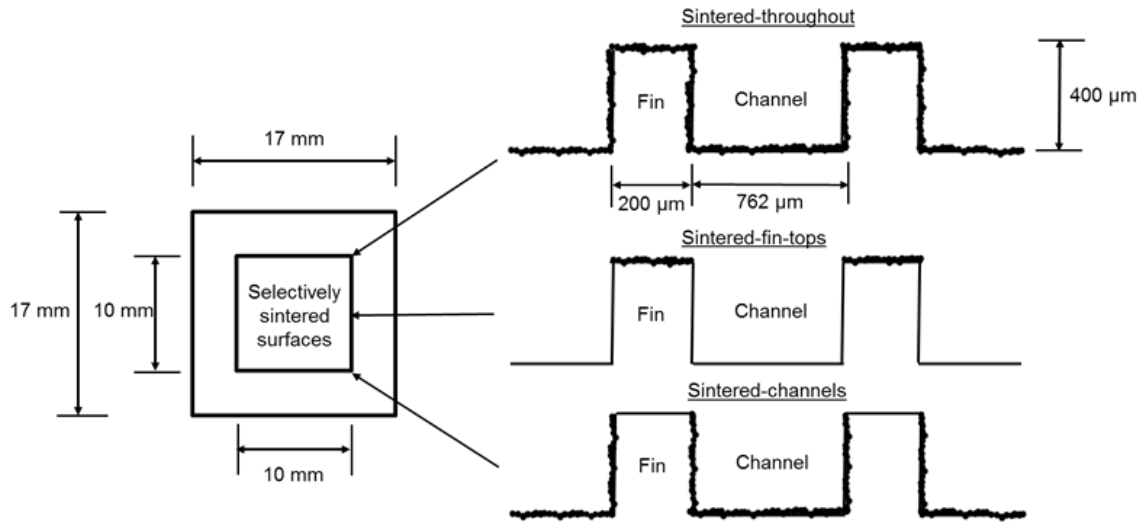 Sintered-throughout
Fin
Channel
400 µm
200 µm
762 µm
17 mm
17 mm
10 mm
Selectively
sintered
surfaces
10 mm
Sintered-fin-tops
Fin
Channel
Sintered-channels
Fin
Channel